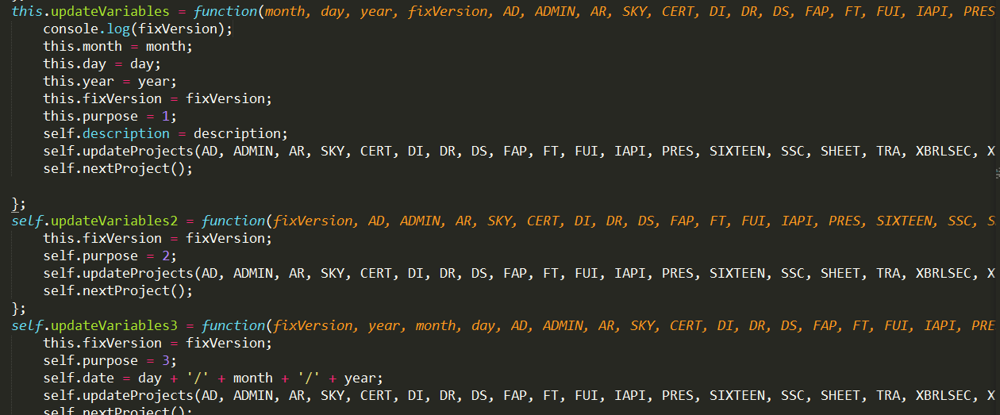 this.updateVariables = function(month, day, year, fixVersion, AD, ADMIN, AR, SKY, CERT, DI, DR, DS, FAP, FT, FUI, IAPI, PRES
console.log(fixVersion);
this.month = month;
this.day = day;
this.year = year;
this.fixVersion = fixVersion;
this.purpose = 1;
self.description = description;
self.updateProjects(AD, ADMIN, AR, SKY, CERT, DI, DR, DS, FAP, FT, FUI, IAPI, PRES, SIXTEEN, SSC, SHEET, TRA, XBRLSEC, X
self.nextProject();
};
self.updateVariables2 = function(fixVersion, AD, ADMIN, AR, SKY, CERT, DI, DR, DS, FAP, FT, FUI, IAPI, PRES, SIXTEEN, SSC, S
this.fixVersion = fixVersion;
self.purpose = 2;
self.updateProjects(AD, ADMIN, AR, SKY, CERT, DI, DR, DS, FAP, FT, FUI, IAPI, PRES, SIXTEEN, SSC, SHEET, TRA, XBRLSEC, X
self.nextProject();
};
self.updateVariables3 = function(fixVersion, year, month, day, AD, ADMIN, AR, SKY, CERT, DI, DR, DS, FAP, FT, FUI, IAPI, PRE
this.fixVersion = fixVersion;
self.purpose = 3;
self.date = day + '/' + month + '/' + year;
self.updateProjects(AD, ADMIN, AR, SKY, CERT, DI, DR, DS, FAP, FT, FUI, IAPI, PRES, SIXTEEN, SSC, SHEET, TRA, XBRLSEC, X
self.nextProject();